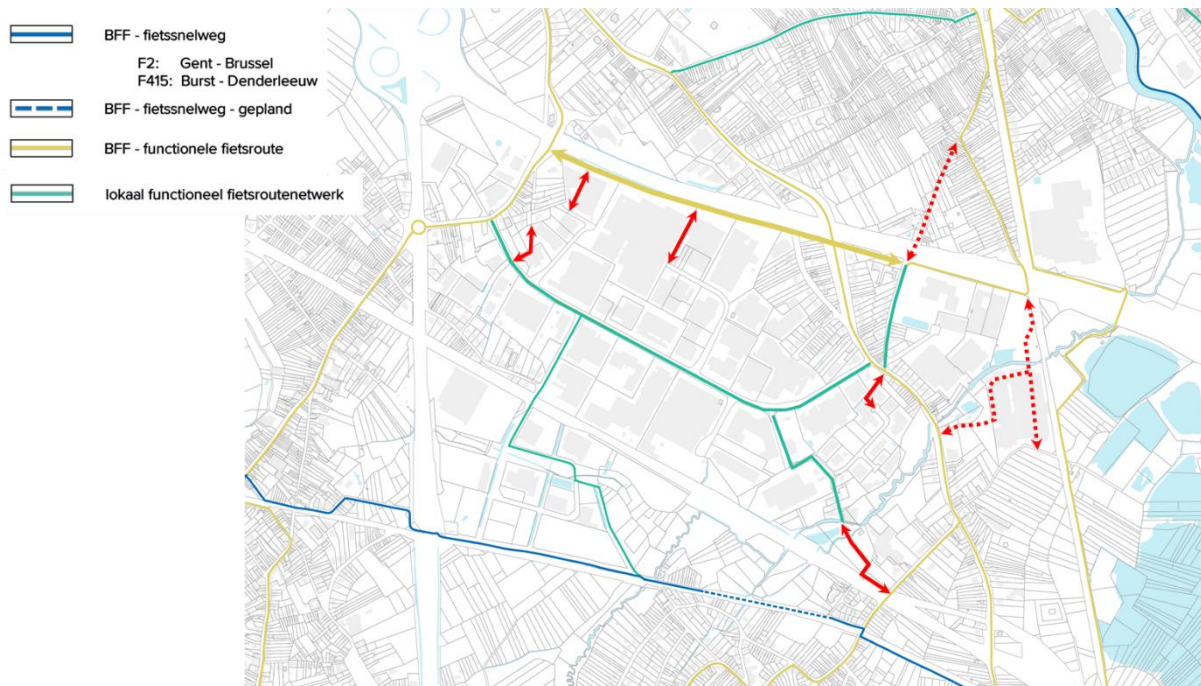 BFF - fietssnelweg
F2: Gent - Brussel
F415: Burst - Denderleeuw
BFF - fietssnelweg - gepland
BFF - functionele fietsroute
lokaal functioneel fietsroutenetwerk